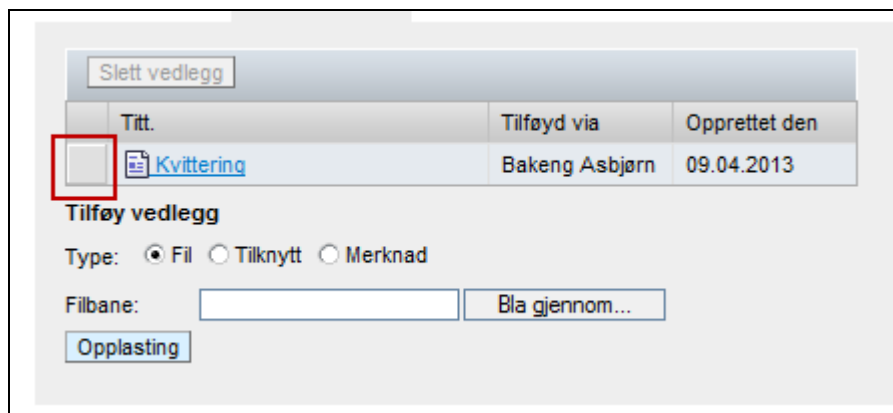 Slett vedlegg
Titt. Tilføyd via Opprettet den
Kvittering Bakeng Asbjørn 09.04.2013
Tilføy vedlegg
Type: Fil Tilknytt Merknad
Filbane: Bla gjennom...
Opplasting